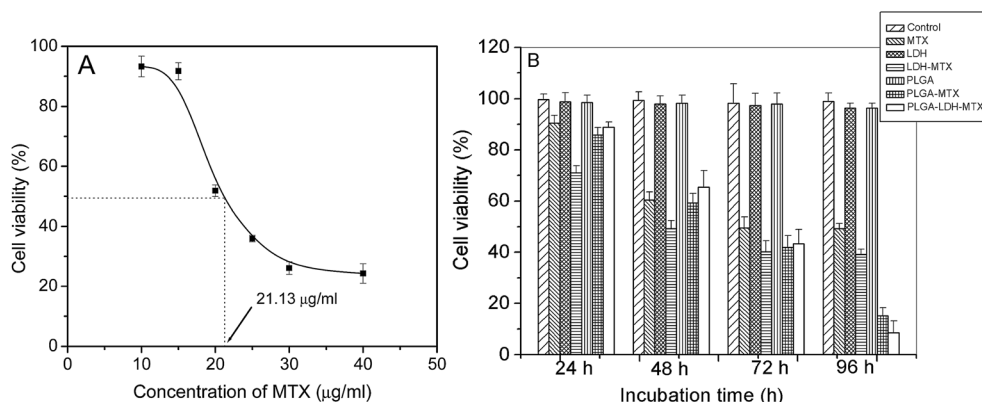 A
Cell viability (%)
100
80
60
40
20
0
21.13 μg/ml
0 10 20 30 40 50
Concentration of MTX (μg/ml)
B
Cell viability (%)
120
100
80
60
40
20
0
24 h 48 h 72 h 96 h
Incubation time (h)
Control
MTX
LDH
LDH-MTX
PLGA
PLGA-MTX
PLGA-LDH-MTX